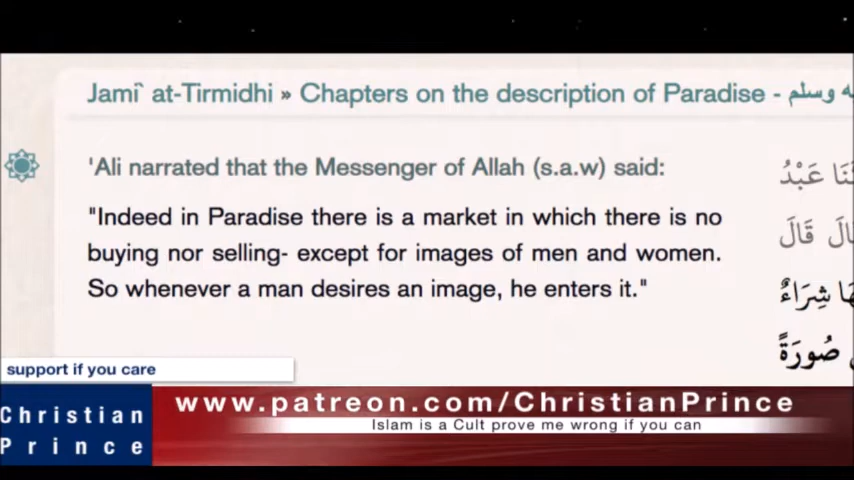 Jami` at-Tirmidhi » Chapters on the description of Paradise - ﻪ وسلم
'Ali narrated that the Messenger of Allah (s.a.w) said:
"Indeed in Paradise there is a market in which there is no
buying nor selling- except for images of men and women.
So whenever a man desires an image, he enters it."
عَبْدُ
قَالَ
شِرَاءٌ
صُورَةً
support if you care
Christian
Prince
www.patreon.com/ChristianPrince
Islam is a Cult prove me wrong if you can